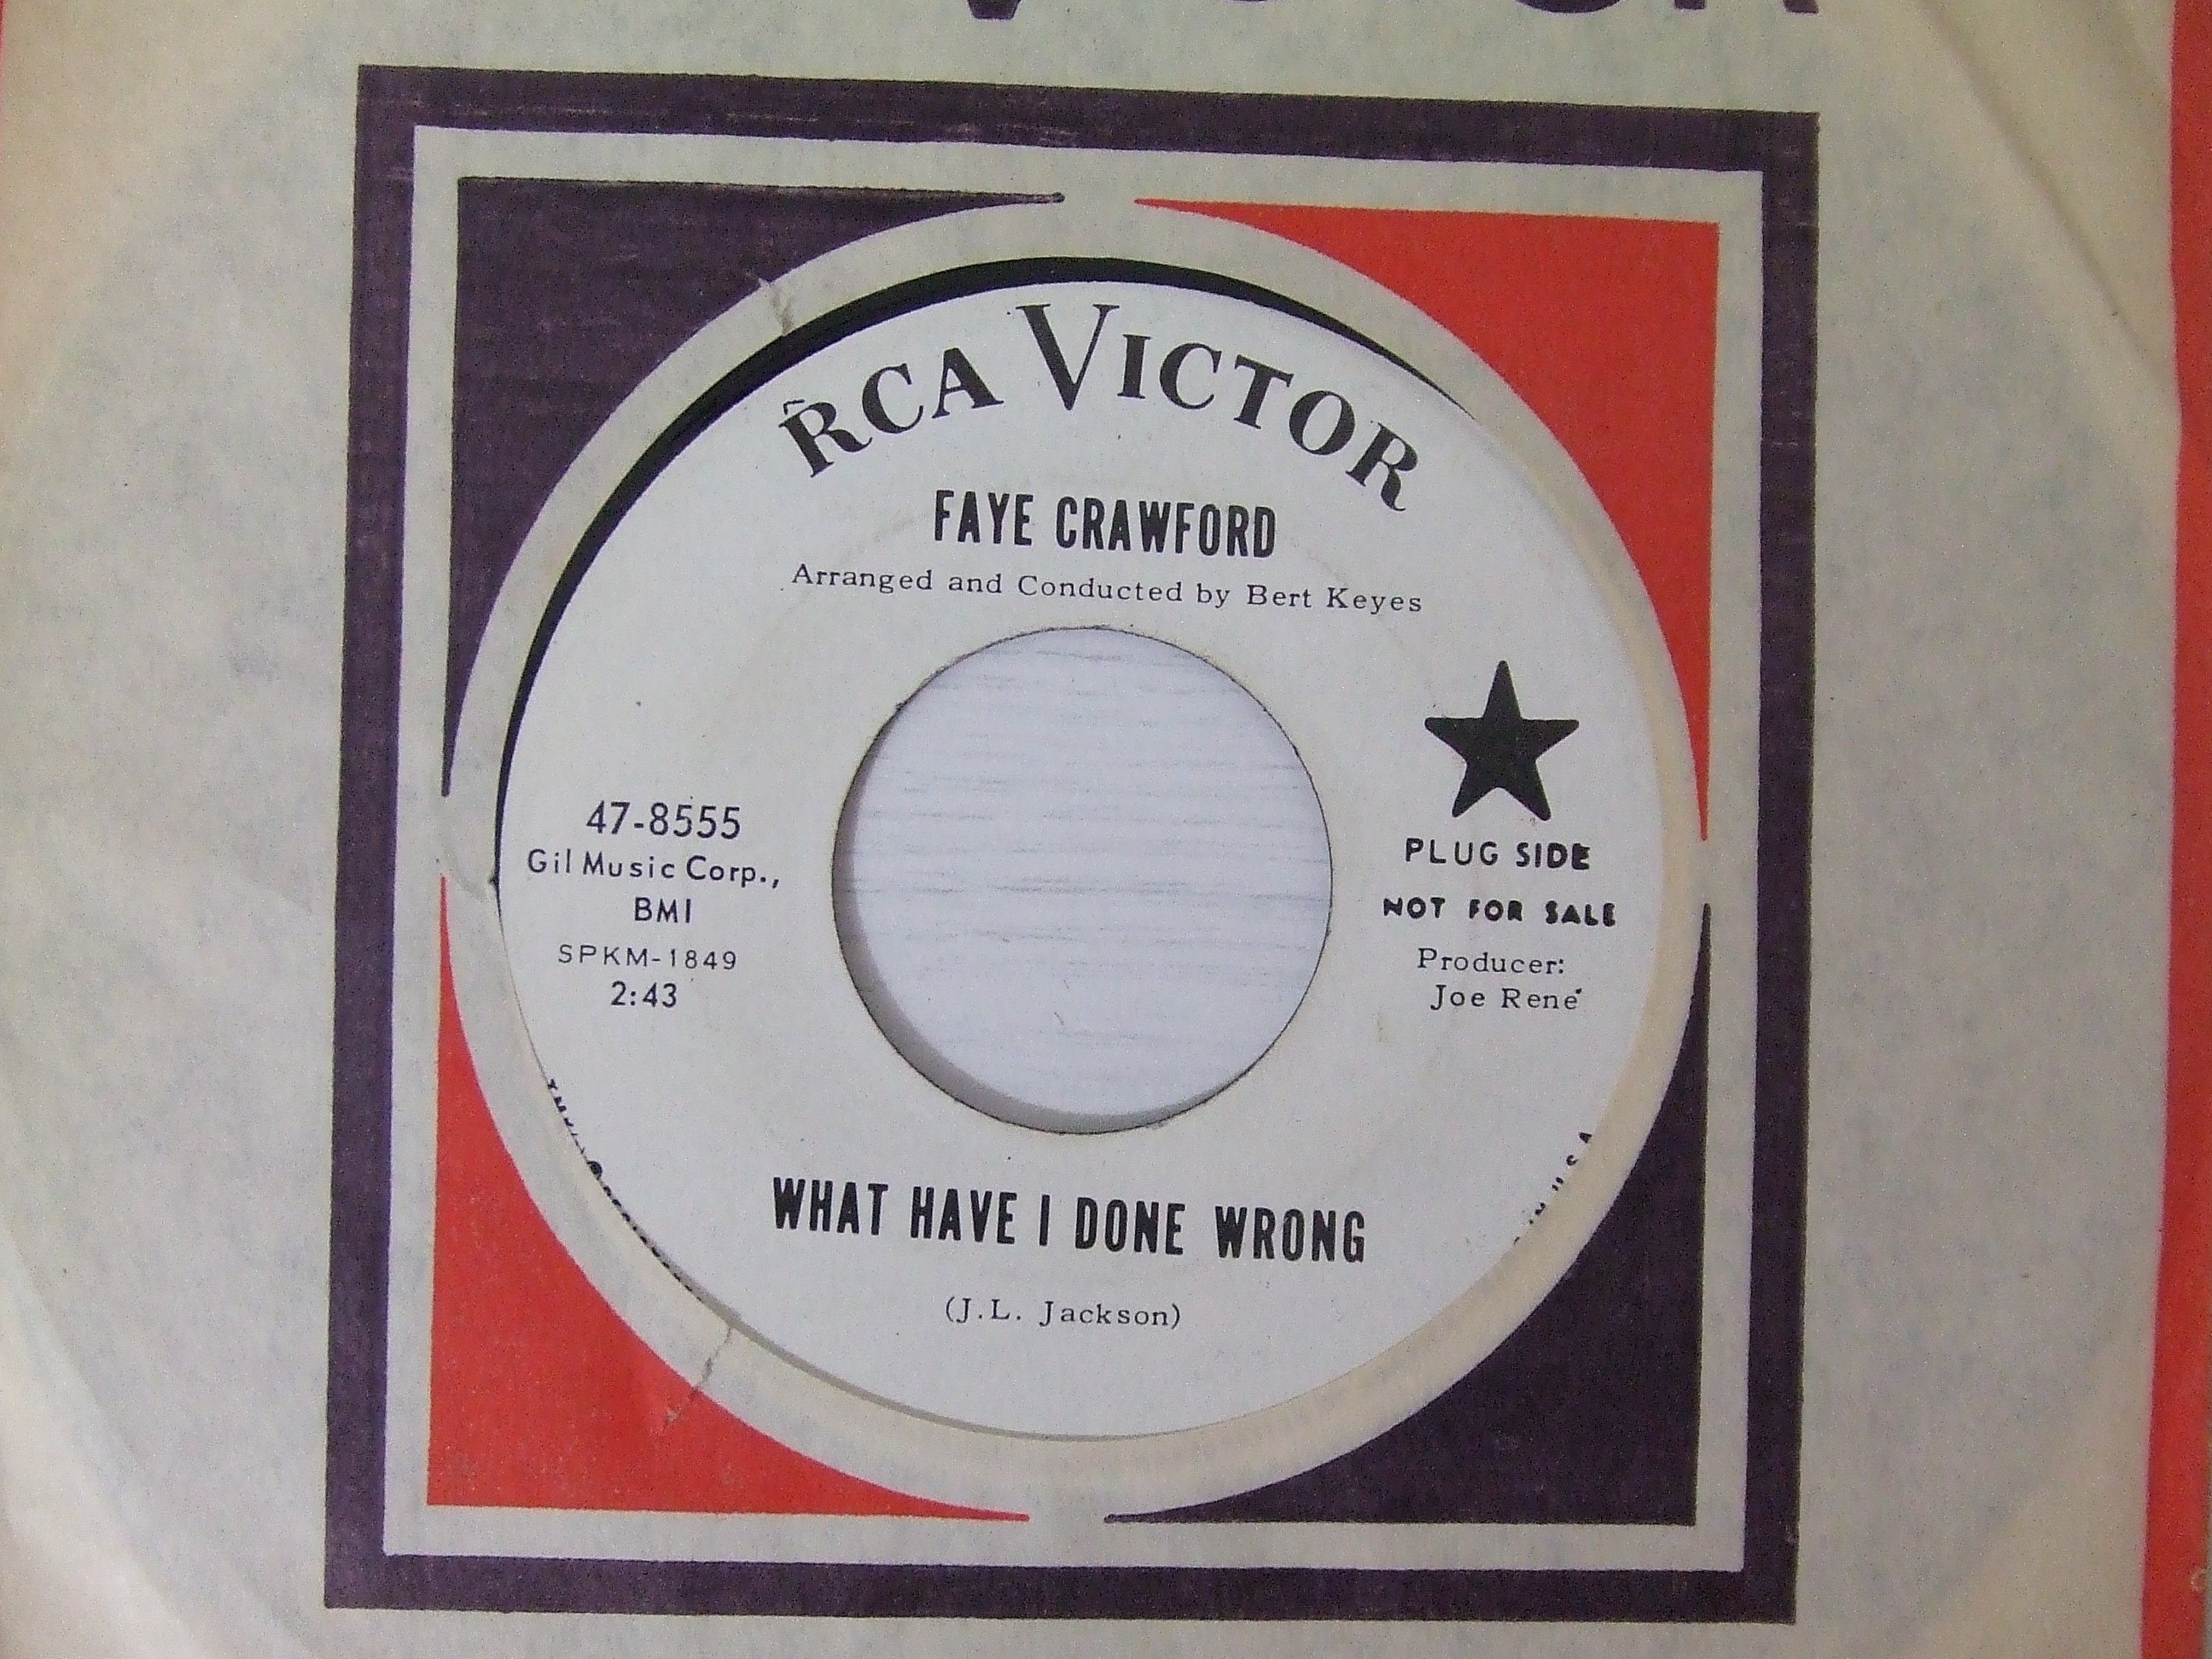 RCA VICTOR
FAYE CRAWFORD
Arranged and Conducted by Bert Keyes
47-8555
Gil Music Corp.,
BMI
SPKM-1849
2:43
PLUG SIDE
NOT FOR SALE
Producer:
Joe René
IN U.S.A
WHAT HAVE I DONE WRONG
(J.L. Jackson)